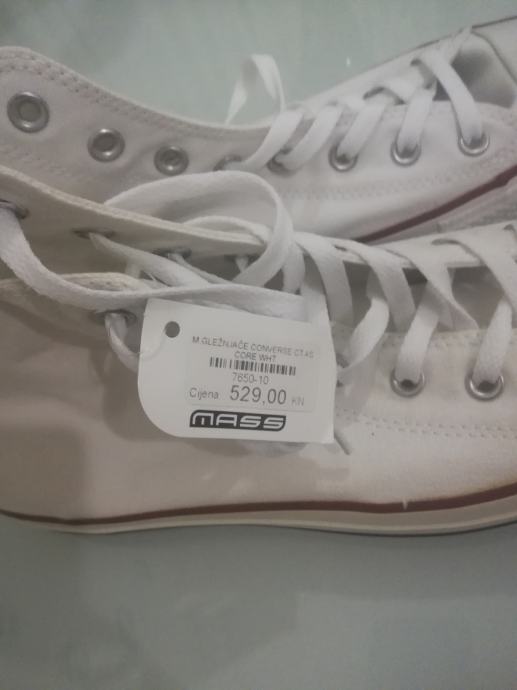 M.GLEŽNJAČE CONVERSE CT AS
CORE WHT
7650-10
Cijena 529,00 KN
MASS